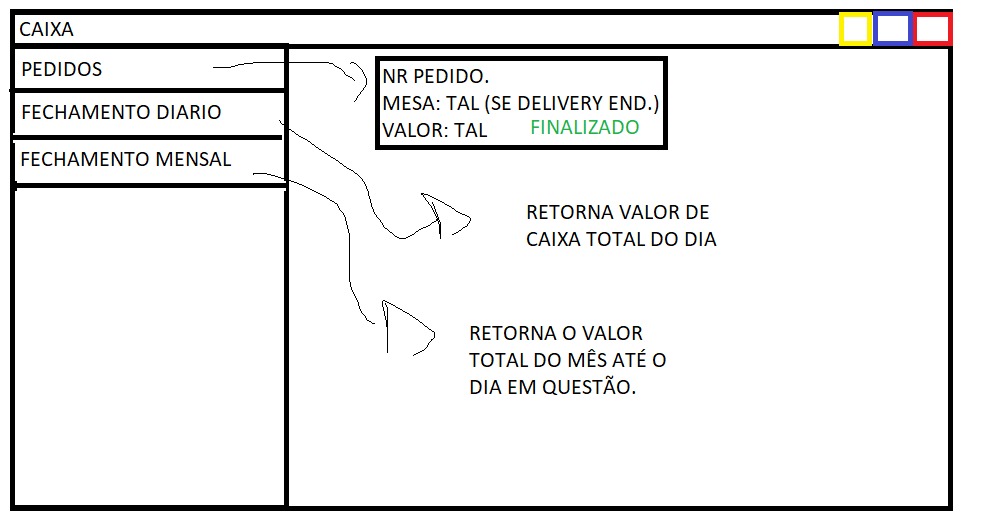 CAIXA
PEDIDOS
FECHAMENTO DIARIO
FECHAMENTO MENSAL
NR PEDIDO.
MESA: TAL (SE DELIVERY END.)
VALOR: TAL FINALIZADO
RETORNA VALOR DE
CAIXA TOTAL DO DIA
RETORNA O VALOR
TOTAL DO MÊS ATÉ O
DIA EM QUESTÃO.